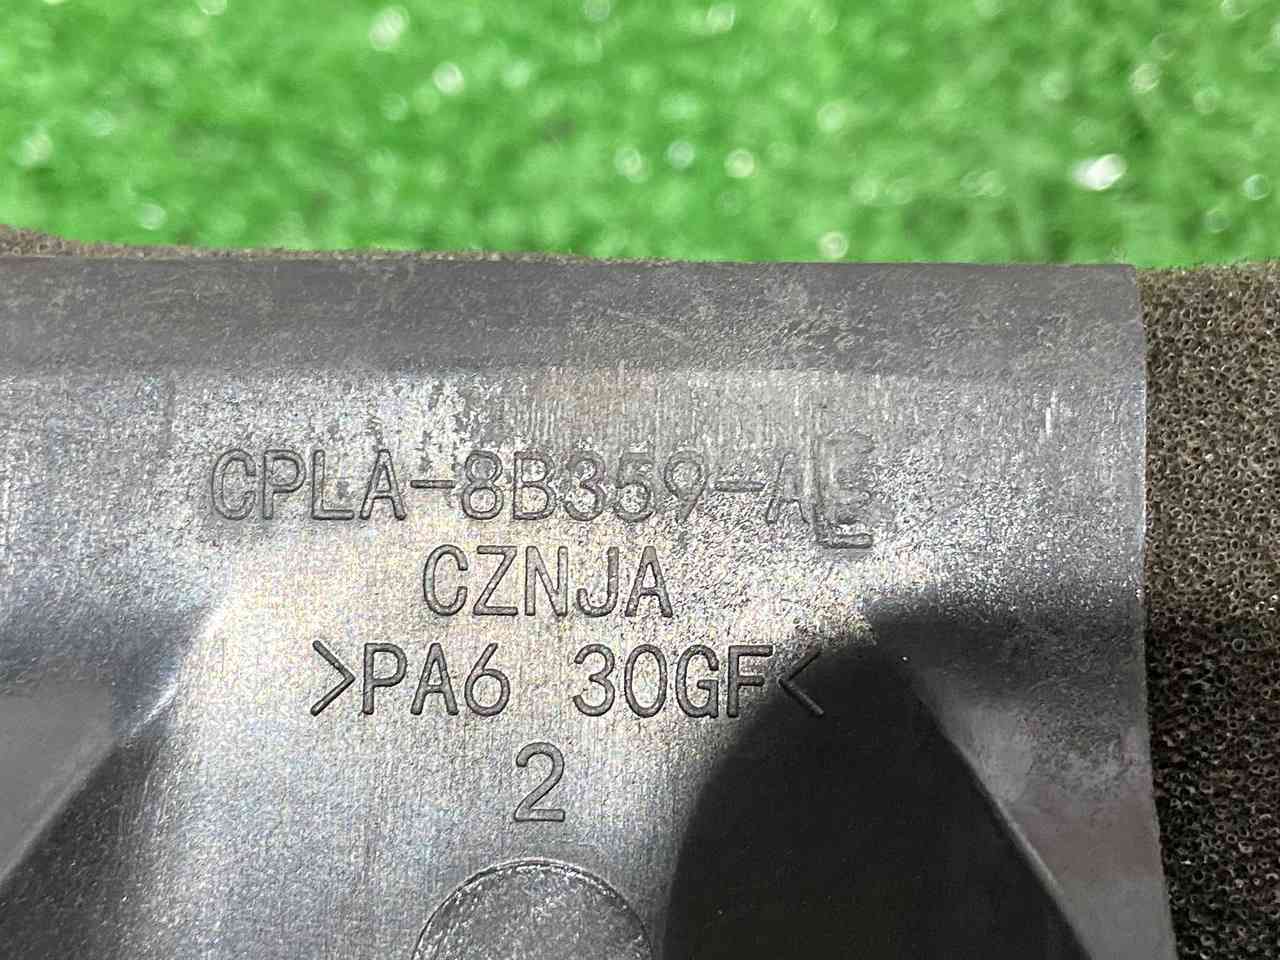 CPLA-8B359-AE
CZNJA
>PA6 30GF<
2